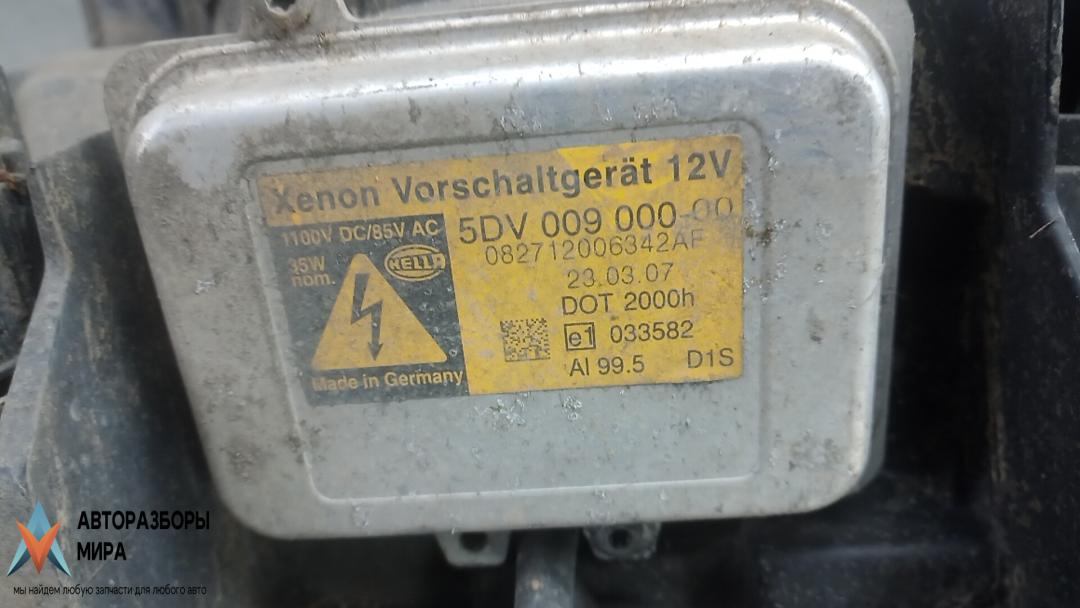 Xenon Vorschaltgerät 12V
1100V DC/85V AC
35W
nom.
HELLA
Made in Germany
5DV 009 000-00
082712006342AF
23.03.07
DOT 2000h
e1 033582
Al 99.5 D1S
АВТОРАЗБОРЫ
МИРА
мы найдем любую запчасти для любого авто